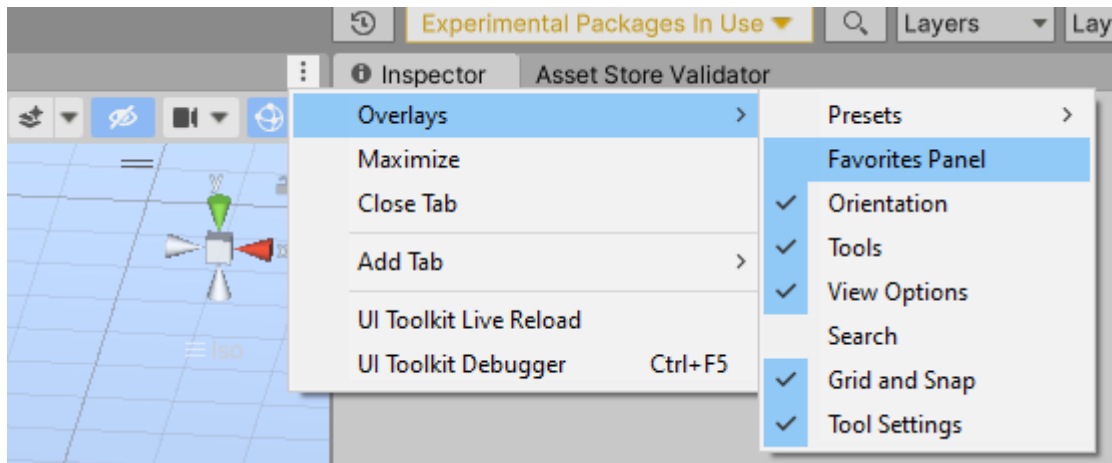 Experimental Packages In Use
Layers
Lay
Inspector
Asset Store Validator
Overlays
Maximize
Close Tab
Add Tab
UI Toolkit Live Reload
UI Toolkit Debugger Ctrl+F5
Presets
Favorites Panel
Orientation
Tools
View Options
Search
Grid and Snap
Tool Settings
y
Iso